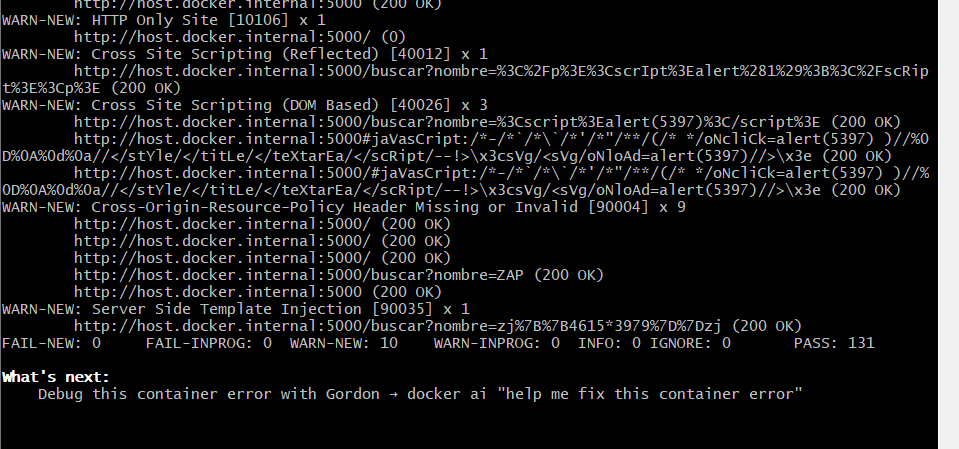 http://host.docker.internal:5000 (200 OK)
WARN-NEW: HTTP Only Site [10106] x 1
http://host.docker.internal:5000/ (0)
WARN-NEW: Cross Site Scripting (Reflected) [40012] x 1
http://host.docker.internal:5000/buscar?nombre=%3C%2Fp%3E%3CscrIpt%3Ealert%281%29%3B%3C%2FscRip
t%3E%3Cp%3E (200 OK)
WARN-NEW: Cross Site Scripting (DOM Based) [40026] x 3
http://host.docker.internal:5000/buscar?nombre=%3Cscript%3Ealert(5397)%3C/script%3E (200 OK)
http://host.docker.internal:5000#jaVasCript:/*-/*`/*\`/*'/*"/**/(/* */oNcliCk=alert(5397) )//%0
D%0A%0d%0a//</stYle/</titLe/</teXtarEa/</scRipt/--!>\x3csVg/<sVg/oNloAd=alert(5397)//>\x3e (200 OK)
http://host.docker.internal:5000/#jaVasCript:/*-/*`/*\`/*'/*"/**/(/* */oNcliCk=alert(5397) )//%
0D%0A%0d%0a//</stYle/</titLe/</teXtarEa/</scRipt/--!>\x3csVg/<sVg/oNloAd=alert(5397)//>\x3e (200 OK)
WARN-NEW: Cross-Origin-Resource-Policy Header Missing or Invalid [90004] x 9
http://host.docker.internal:5000/ (200 OK)
http://host.docker.internal:5000/ (200 OK)
http://host.docker.internal:5000/ (200 OK)
http://host.docker.internal:5000/buscar?nombre=ZAP (200 OK)
http://host.docker.internal:5000 (200 OK)
WARN-NEW: Server Side Template Injection [90035] x 1
http://host.docker.internal:5000/buscar?nombre=zj%7B%7B4615*3979%7D%7Dzj (200 OK)
FAIL-NEW: 0 FAIL-INPROG: 0 WARN-NEW: 10 WARN-INPROG: 0 INFO: 0 IGNORE: 0 PASS: 131
What's next:
Debug this container error with Gordon → docker ai "help me fix this container error"